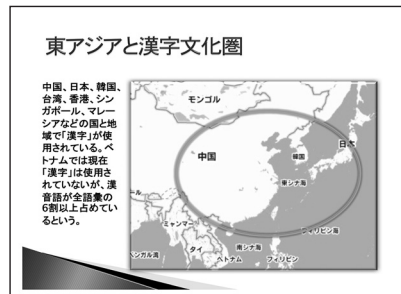 東アジアと漢字文化圏
中国、日本、韓国、
台湾、香港、シン
ガポール、マレー
シアなどの国と地
域で「漢字」が使
用されている。ベ
トナムでは現在
「漢字」は使用さ
れていないが、漢
音語が全語彙の
6割以上占めてい
るという。
モンゴル
中国
韓国
日本
東シナ海
ミャンマー
タイ
ベトナム
南シナ海
フィリピン
フィリピン海
ベンガル湾